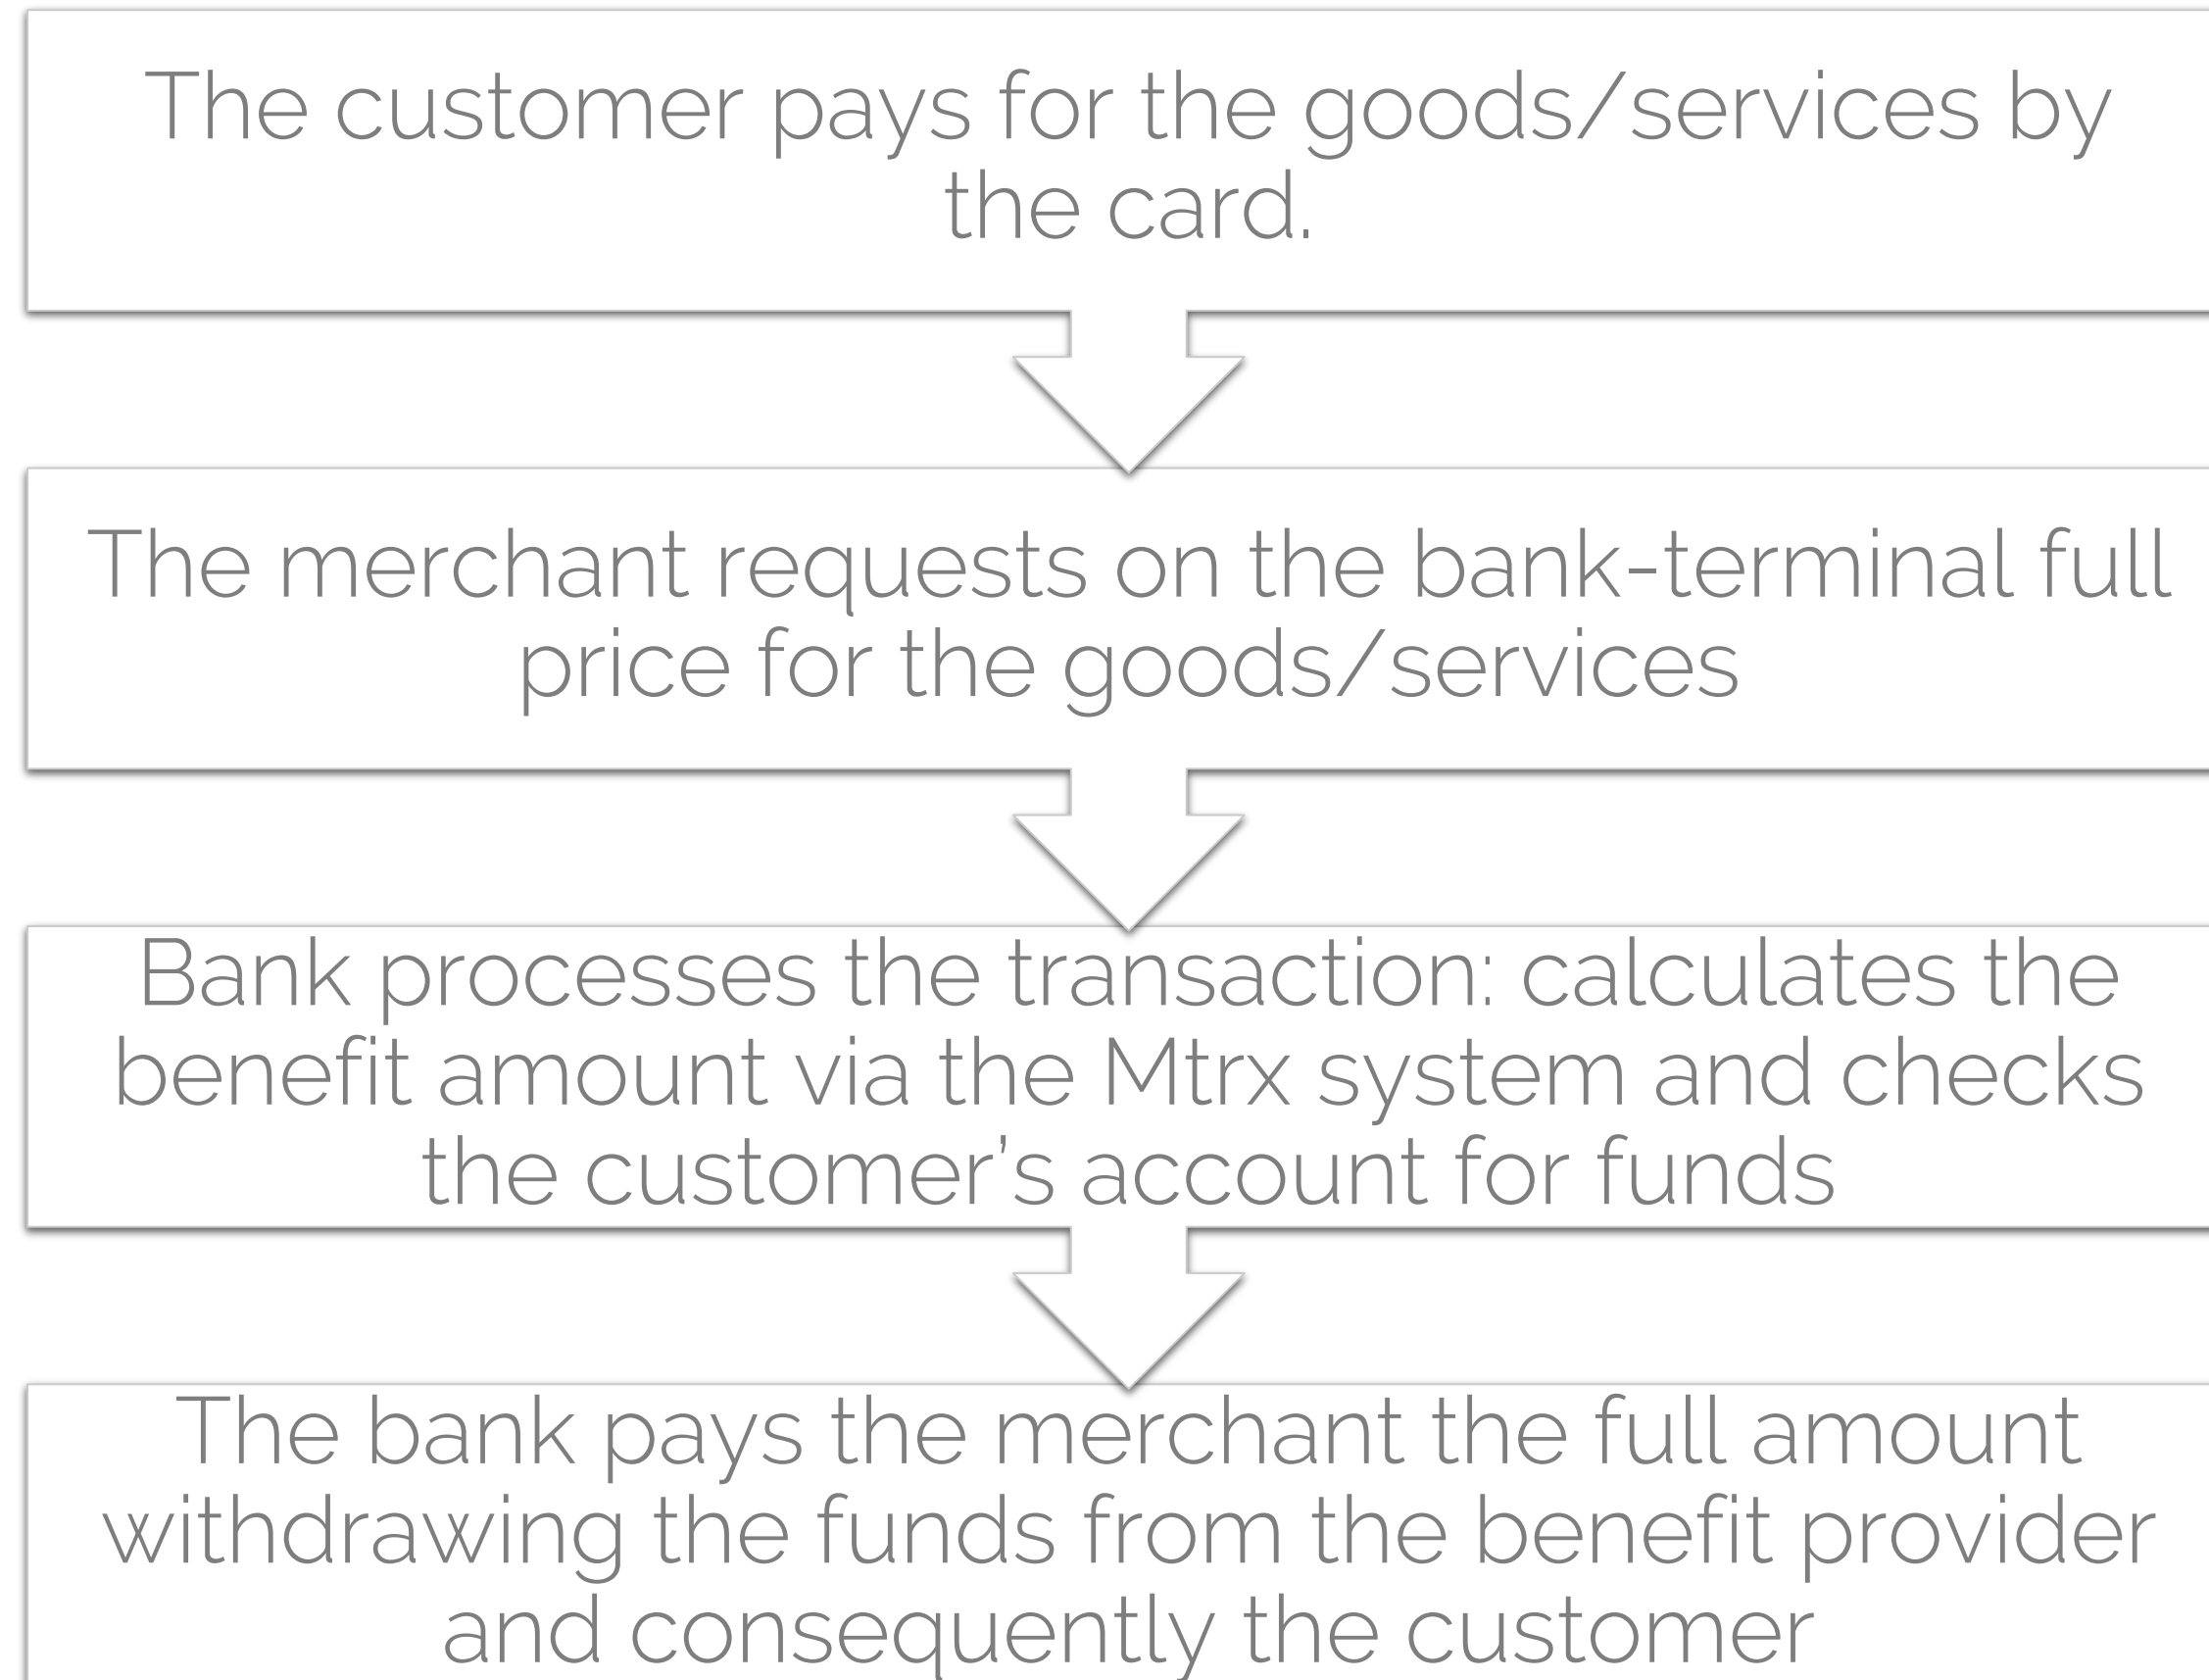 The customer pays for the goods/services by
the card.
The merchant requests on the bank-terminal full
price for the goods/services
Bank processes the transaction: calculates the
benefit amount via the Mtrx system and checks
the customer's account for funds
The bank pays the merchant the full amount
withdrawing the funds from the benefit provider
and consequently the customer